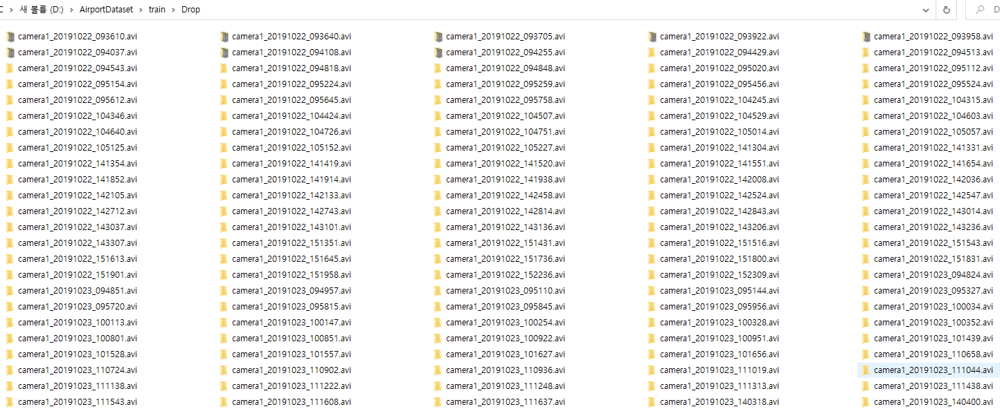 C > 새 볼륨 (D:) > AirportDataset > train > Drop D
camera1_20191022_093610.avi camera1_20191022_093640.avi camera1_20191022_093705.avi camera1_20191022_093922.avi camera1_20191022_093958.avi
camera1_20191022_094037.avi camera1_20191022_094108.avi camera1_20191022_094255.avi camera1_20191022_094429.avi camera1_20191022_094513.avi
camera1_20191022_094543.avi camera1_20191022_094818.avi camera1_20191022_094848.avi camera1_20191022_095020.avi camera1_20191022_095112.avi
camera1_20191022_095154.avi camera1_20191022_095224.avi camera1_20191022_095259.avi camera1_20191022_095456.avi camera1_20191022_095524.avi
camera1_20191022_095612.avi camera1_20191022_095645.avi camera1_20191022_095758.avi camera1_20191022_104245.avi camera1_20191022_104315.avi
camera1_20191022_104346.avi camera1_20191022_104424.avi camera1_20191022_104507.avi camera1_20191022_104529.avi camera1_20191022_104603.avi
camera1_20191022_104640.avi camera1_20191022_104726.avi camera1_20191022_104751.avi camera1_20191022_105014.avi camera1_20191022_105057.avi
camera1_20191022_105125.avi camera1_20191022_105152.avi camera1_20191022_105227.avi camera1_20191022_141304.avi camera1_20191022_141331.avi
camera1_20191022_141354.avi camera1_20191022_141419.avi camera1_20191022_141520.avi camera1_20191022_141551.avi camera1_20191022_141654.avi
camera1_20191022_141852.avi camera1_20191022_141914.avi camera1_20191022_141938.avi camera1_20191022_142008.avi camera1_20191022_142036.avi
camera1_20191022_142105.avi camera1_20191022_142133.avi camera1_20191022_142458.avi camera1_20191022_142524.avi camera1_20191022_142547.avi
camera1_20191022_142712.avi camera1_20191022_142743.avi camera1_20191022_142814.avi camera1_20191022_142843.avi camera1_20191022_143014.avi
camera1_20191022_143037.avi camera1_20191022_143101.avi camera1_20191022_143136.avi camera1_20191022_143206.avi camera1_20191022_143236.avi
camera1_20191022_143307.avi camera1_20191022_151351.avi camera1_20191022_151431.avi camera1_20191022_151516.avi camera1_20191022_151543.avi
camera1_20191022_151613.avi camera1_20191022_151645.avi camera1_20191022_151736.avi camera1_20191022_151800.avi camera1_20191022_151831.avi
camera1_20191022_151901.avi camera1_20191022_151958.avi camera1_20191022_152236.avi camera1_20191022_152309.avi camera1_20191023_094824.avi
camera1_20191023_094851.avi camera1_20191023_094957.avi camera1_20191023_095110.avi camera1_20191023_095144.avi camera1_20191023_095327.avi
camera1_20191023_095720.avi camera1_20191023_095815.avi camera1_20191023_095845.avi camera1_20191023_095956.avi camera1_20191023_100034.avi
camera1_20191023_100113.avi camera1_20191023_100147.avi camera1_20191023_100254.avi camera1_20191023_100328.avi camera1_20191023_100352.avi
camera1_20191023_100801.avi camera1_20191023_100851.avi camera1_20191023_100922.avi camera1_20191023_100951.avi camera1_20191023_101439.avi
camera1_20191023_101528.avi camera1_20191023_101557.avi camera1_20191023_101627.avi camera1_20191023_101656.avi camera1_20191023_110658.avi
camera1_20191023_110724.avi camera1_20191023_110902.avi camera1_20191023_110936.avi camera1_20191023_111019.avi camera1_20191023_111044.avi
camera1_20191023_111138.avi camera1_20191023_111222.avi camera1_20191023_111248.avi camera1_20191023_111313.avi camera1_20191023_111438.avi
camera1_20191023_111543.avi camera1_20191023_111608.avi camera1_20191023_111637.avi camera1_20191023_140318.avi camera1_20191023_140400.avi